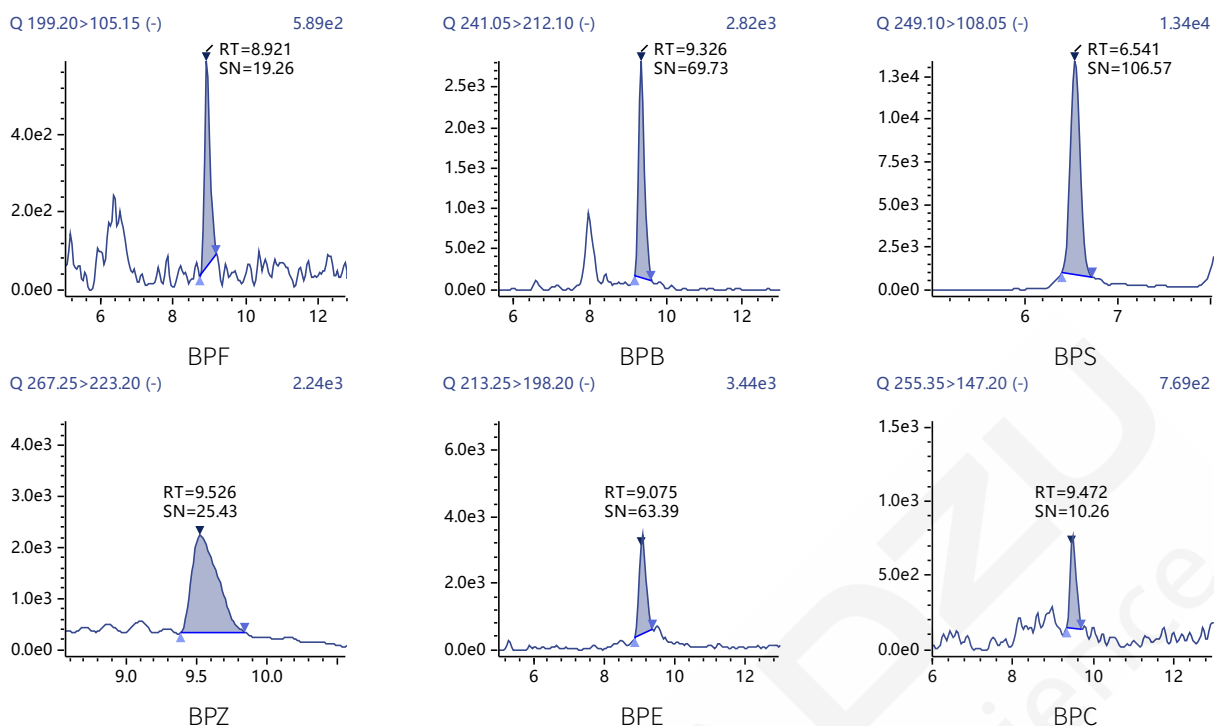 Q 199.20>105.15 (-) 5.89e2
RT=8.921
SN=19.26
4.0e2
2.0e2
0.0e0
6 8 10 12
BPF
Q 241.05>212.10 (-) 2.82e3
RT=9.326
SN=69.73
2.5e3
2.0e3
1.5e3
1.0e3
5.0e2
0.0e0
6 8 10 12
BPB
Q 249.10>108.05 (-) 1.34e4
RT=6.541
SN=106.57
1.3e4
1.0e4
7.5e3
5.0e3
2.5e3
0.0e0
6 7
BPS
Q 267.25>223.20 (-) 2.24e3
4.0e3
RT=9.526
SN=25.43
3.0e3
2.0e3
1.0e3
0.0e0
9.0 9.5 10.0
BPZ
Q 213.25>198.20 (-) 3.44e3
6.0e3
RT=9.075
SN=63.39
4.0e3
2.0e3
0.0e0
6 8 10 12
BPE
Q 255.35>147.20 (-) 7.69e2
1.5e3
RT=9.472
SN=10.26
1.0e3
5.0e2
0.0e0
6 8 10 12
BPC
DZU
ience